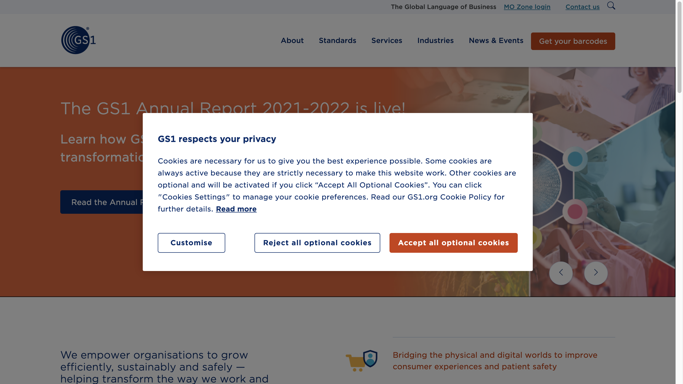 The Global Language of Business
MO Zone login
Contact us
GS1
About
Standards
Services
Industries
News & Events
Get your barcodes
The GS1 Annual Report 2021-2022 is live!
Learn how GS
transformatio
Read the Annual R
GS1 respects your privacy
Cookies are necessary for us to give you the best experience possible. Some cookies are
always active because they are strictly necessary to make this website work. Other cookies are
optional and will be activated if you click “Accept All Optional Cookies”. You can click
"Cookies Settings" to manage your cookie preferences. Read our GS1.org Cookie Policy for
further details. Read more
Customise
Reject all optional cookies
Accept all optional cookies
We empower organisations to grow
efficiently, sustainably and safely —
helping transform the way we work and
Bridging the physical and digital worlds to improve
consumer experiences and patient safety